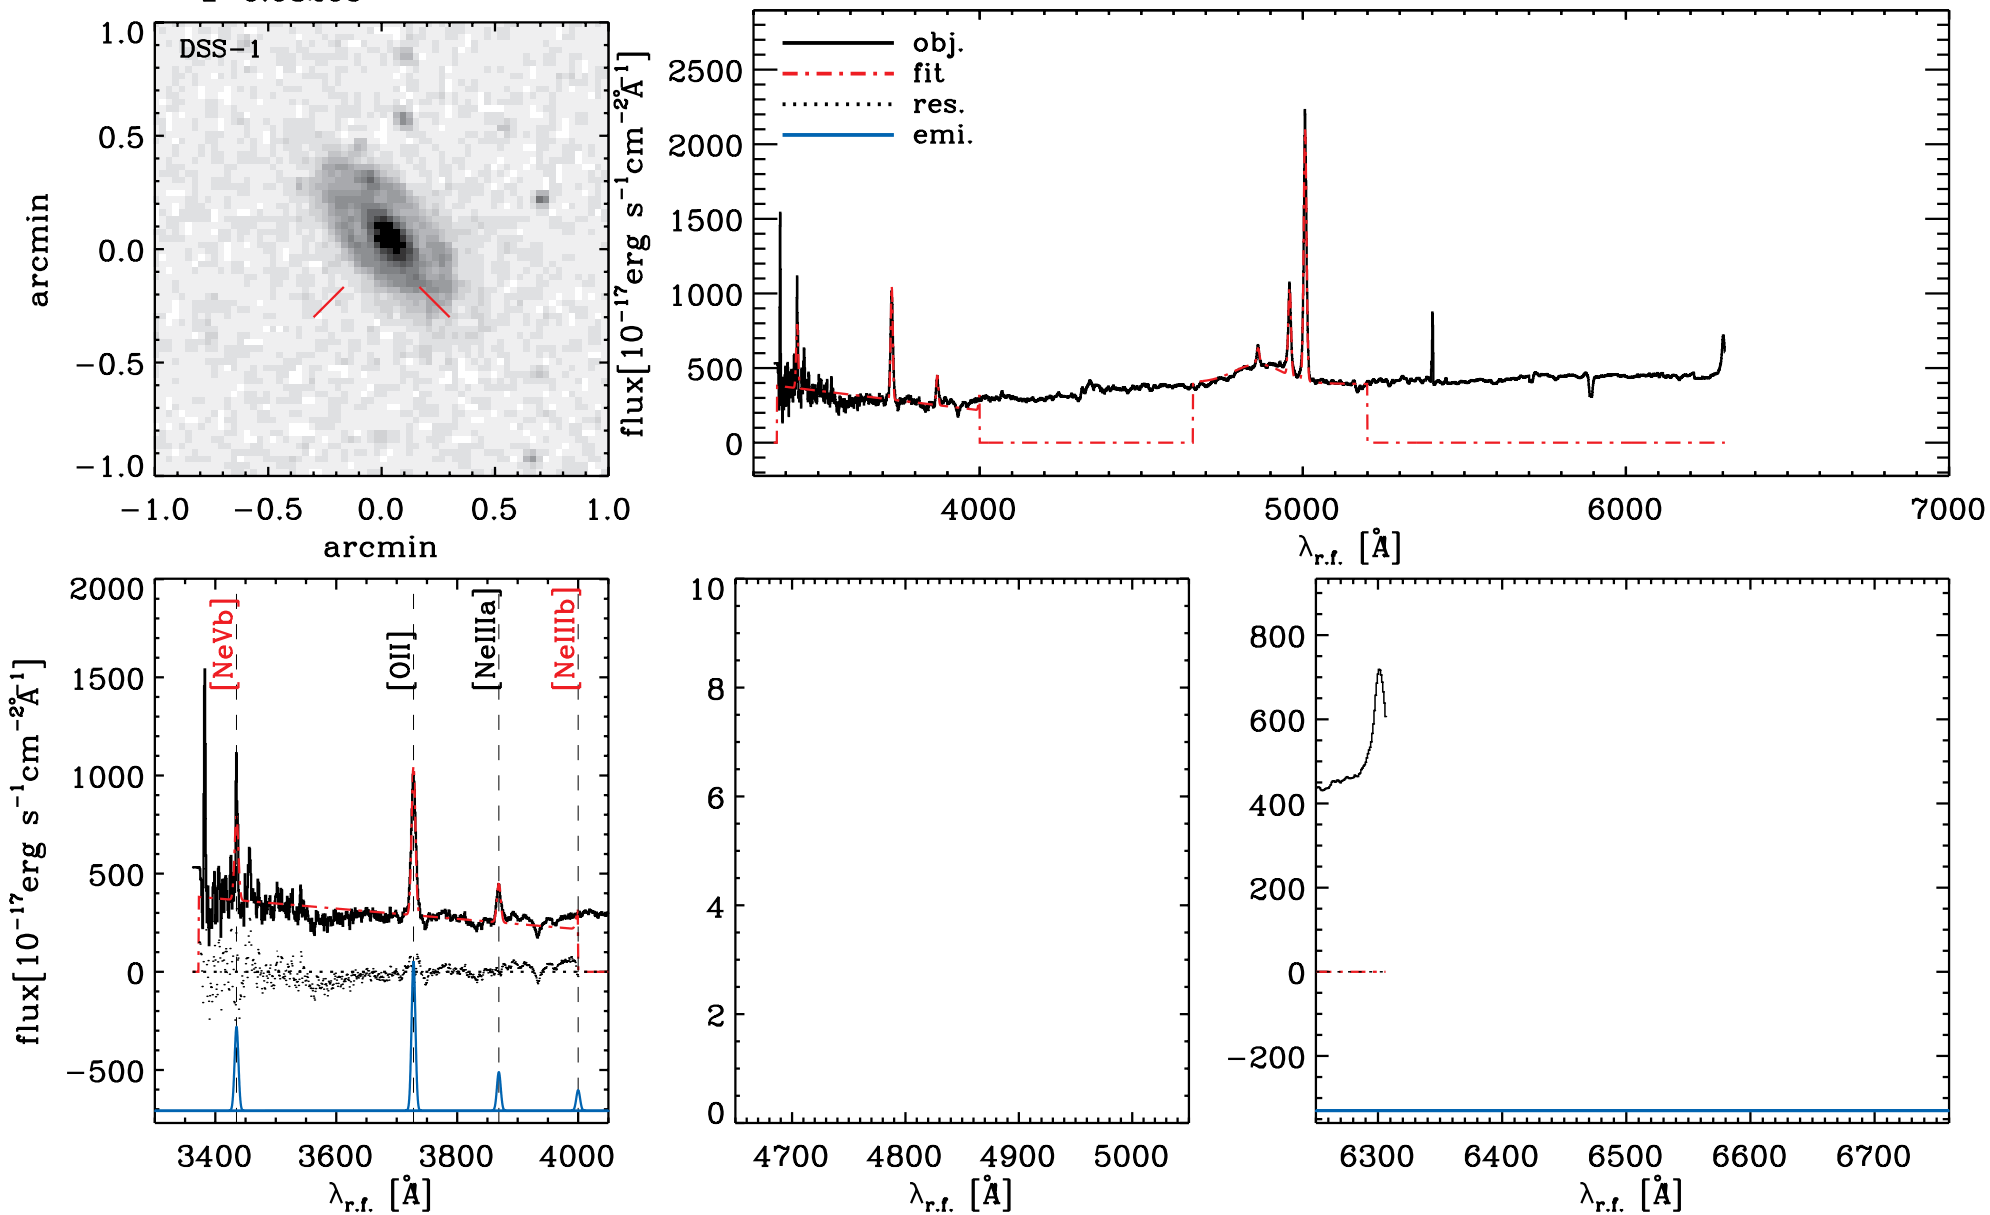 DSS-1
1.0
0.5
0.0
-0.5
-1.0
arcmin
-1.0 -0.5 0.0 0.5 1.0
arcmin
flux[10⁻¹⁷erg s⁻¹cm⁻²Å⁻¹]
obj.
fit
res.
emi.
2500
2000
1500
1000
500
0
4000 5000 6000 7000
λr.f. [Å]
flux[10⁻¹⁷erg s⁻¹cm⁻²Å⁻¹]
2000
1500
1000
500
0
-500
[NeVb]
[OII]
[NeIIIa]
[NeIIIb]
3400 3600 3800 4000
λr.f. [Å]
10
8
6
4
2
0
4700 4800 4900 5000
λr.f. [Å]
800
600
400
200
0
-200
6300 6400 6500 6600 6700
λr.f. [Å]